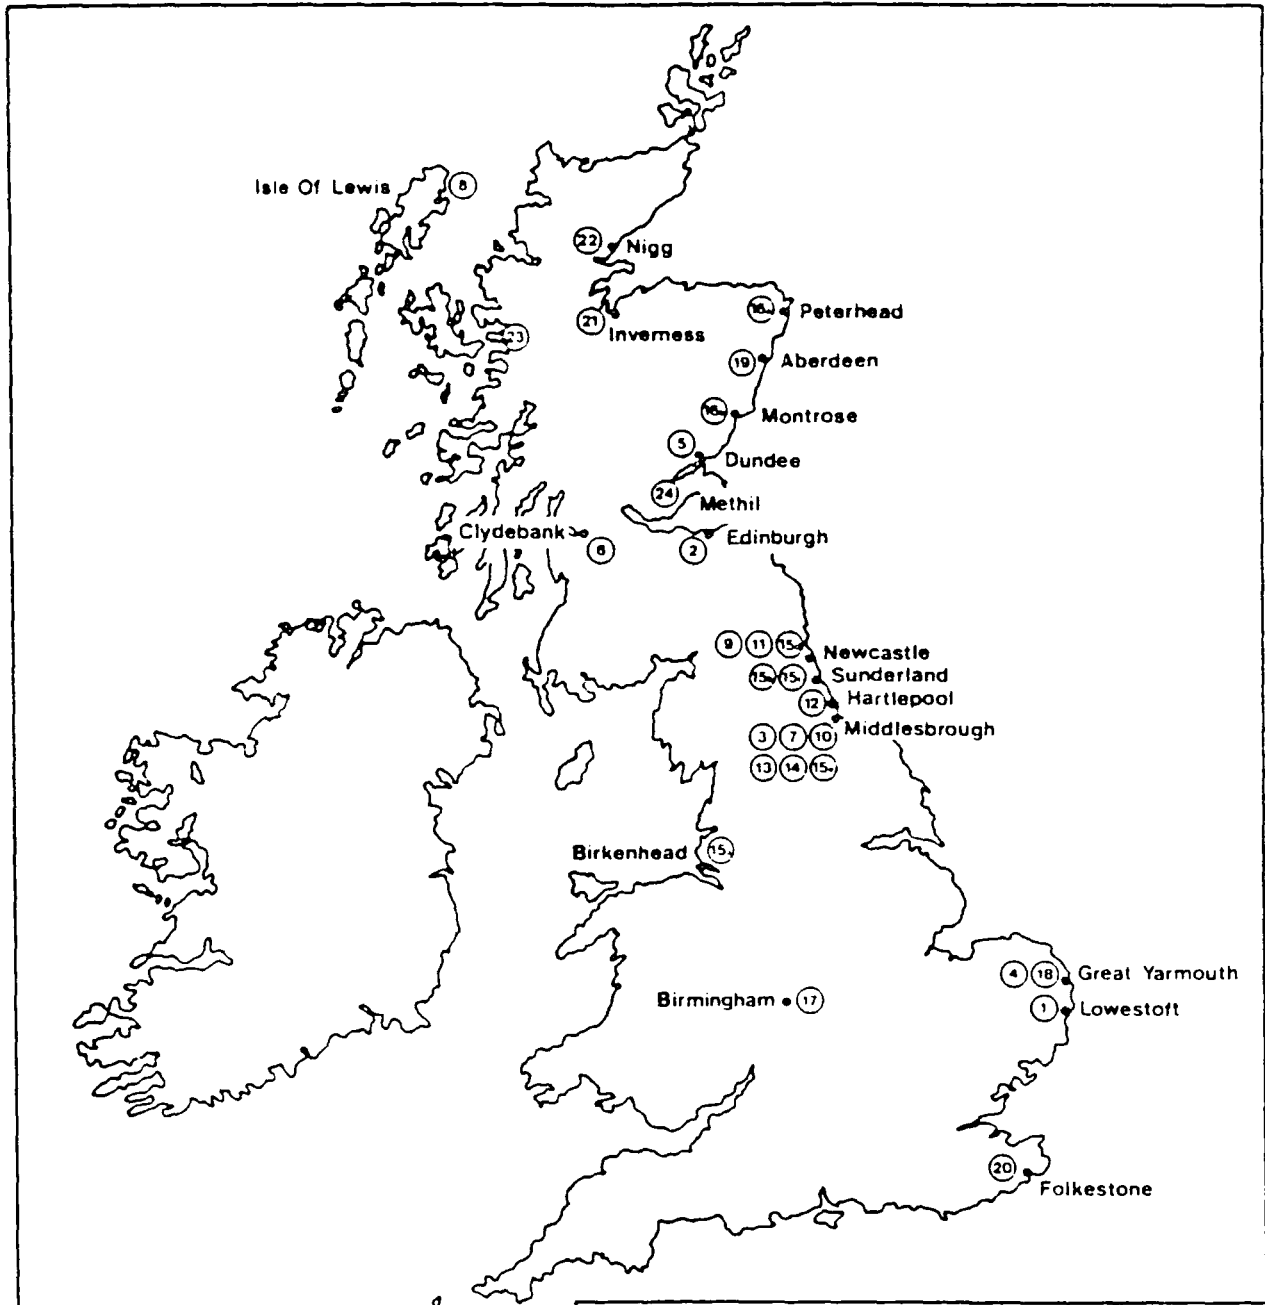 Isle Of Lewis 8
22 Nigg
16 Peterhead
21 Inverness
23
19 Aberdeen
16 Montrose
5 Dundee
24 Methil
Clydebank 6
2 Edinburgh
9 11 15 Newcastle
15 15 Sunderland
12 Hartlepool
Middlesbrough
3 7 10
13 14 15
Birkenhead 15
4 18 Great Yarmouth
Birmingham 17
1 Lowestoft
20 Folkestone